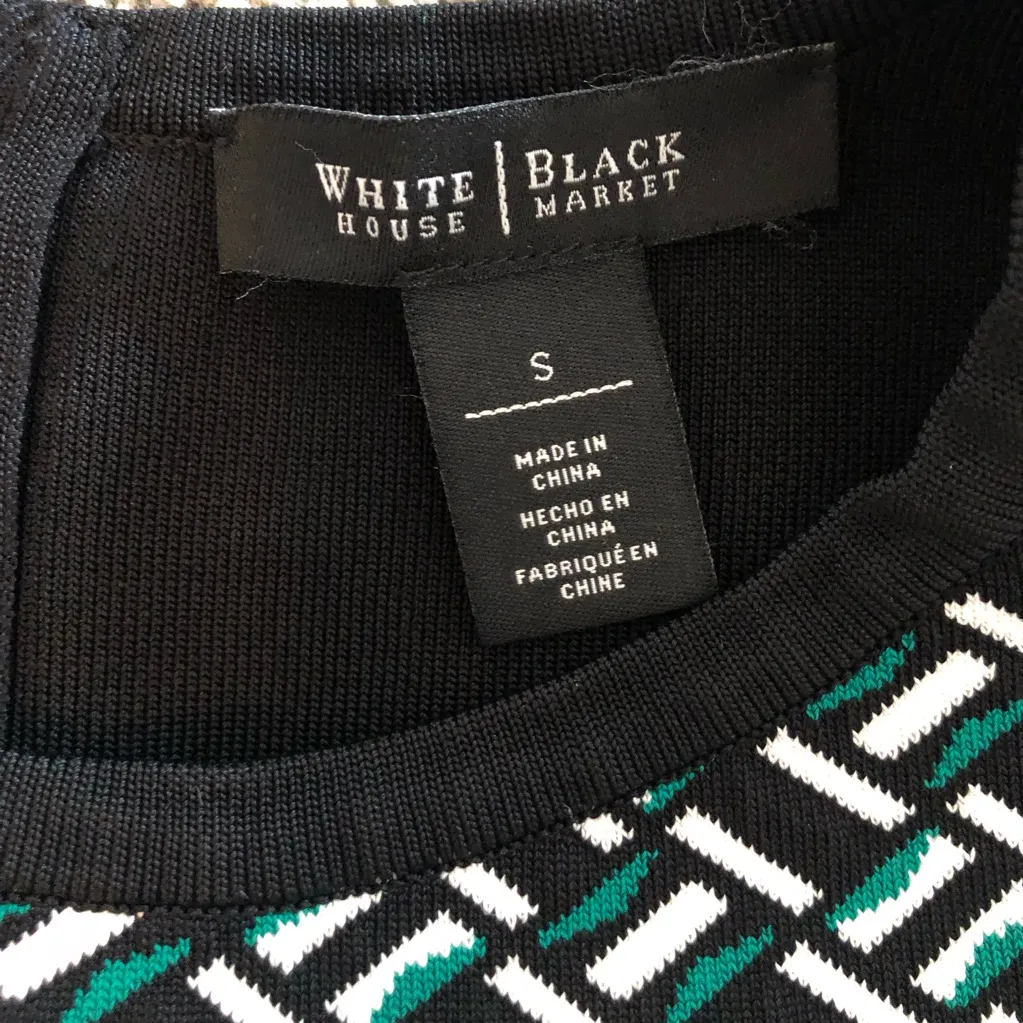 WHITE | BLACK
HOUSE MARKET
S
MADE IN
CHINA
HECHO EN
CHINA
FABRIQUÉ EN
CHINE